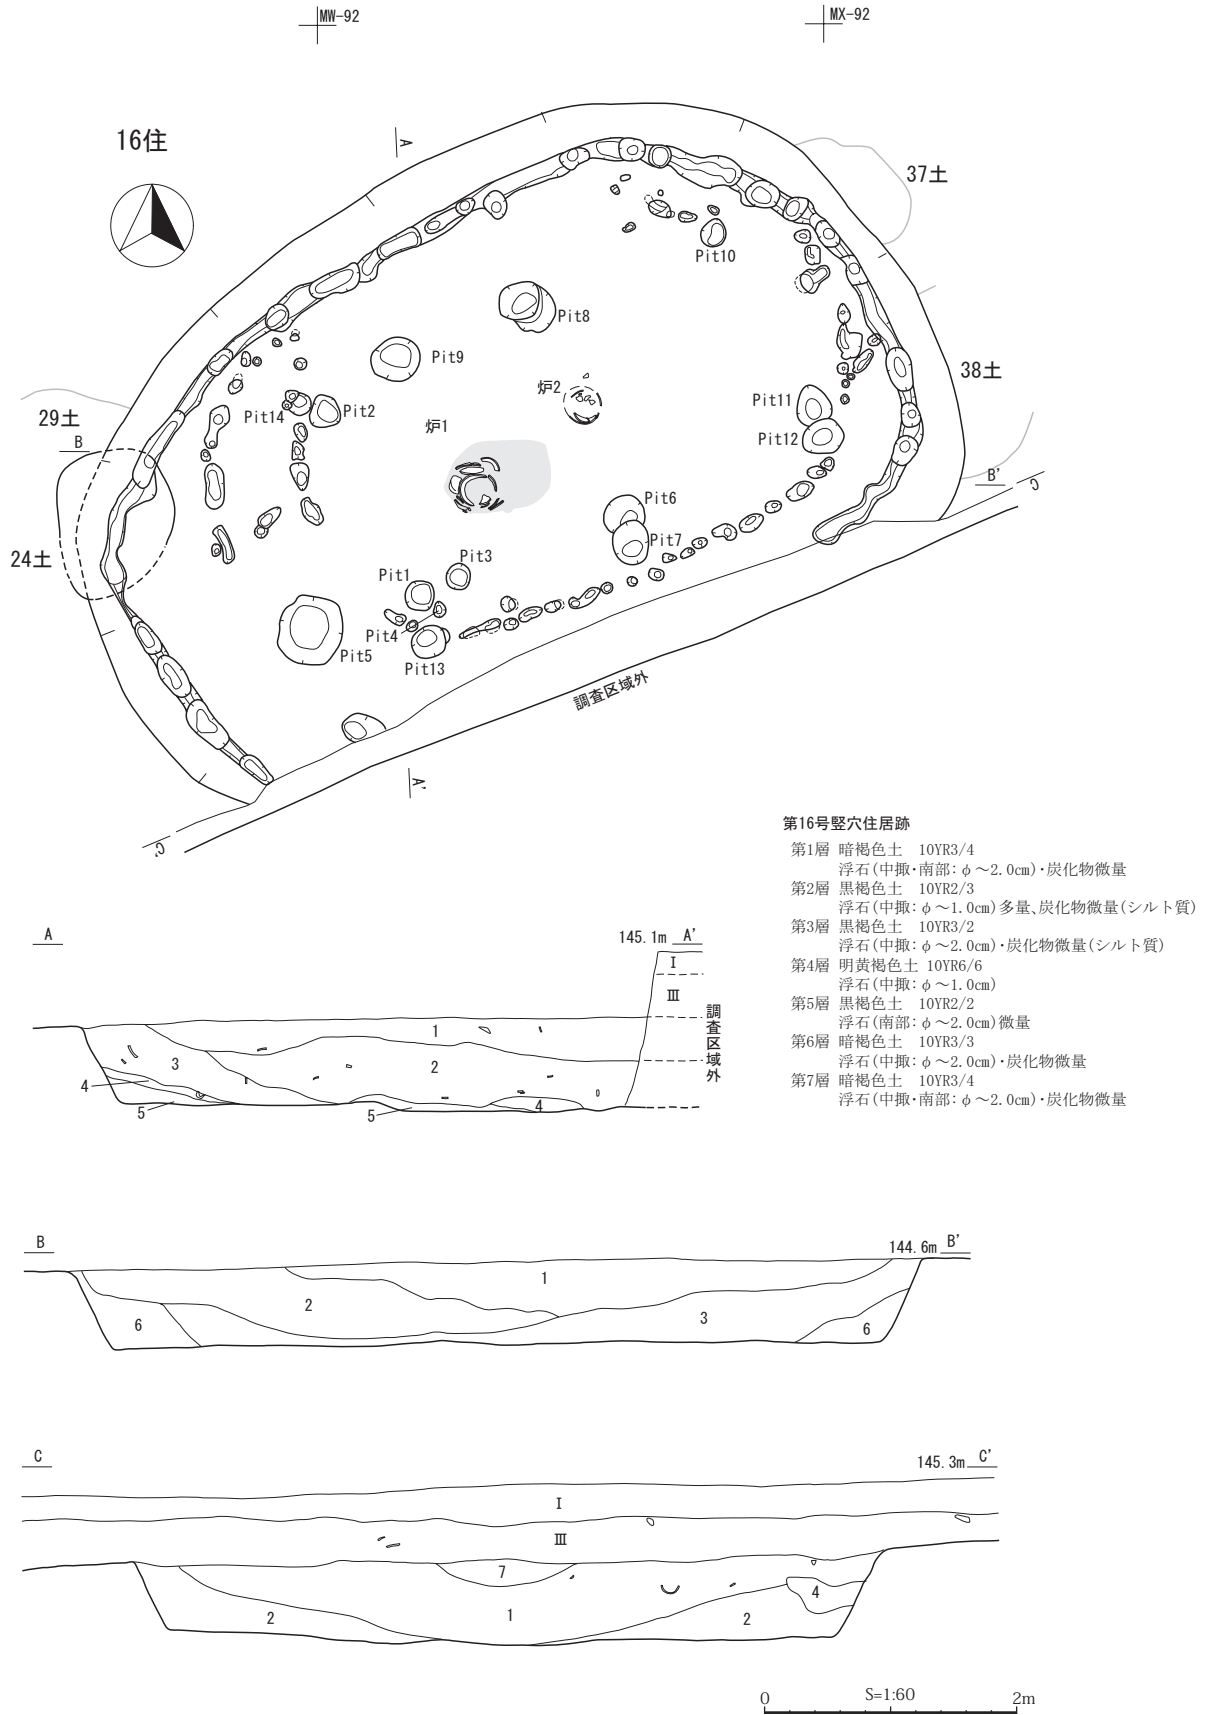 MW-92
MX-92
16住
A
37土
Pit10
Pit8
Pit9
38土
炉2
29土
Pit14
Pit2
炉1
Pit11
Pit12
B
B'
C
Pit6
Pit7
24土
Pit3
Pit1
Pit4
Pit5
Pit13
調査区域外
A'
C'
第16号竪穴住居跡
第1層 暗褐色土 10YR3/4
浮石(中掫・南部:φ~2.0㎝)・炭化物微量
第2層 黒褐色土 10YR2/3
浮石(中掫:φ~1.0㎝)多量、炭化物微量(シルト質)
第3層 黒褐色土 10YR3/2
浮石(中掫:φ~2.0㎝)・炭化物微量(シルト質)
第4層 明黄褐色土 10YR6/6
浮石(中掫:φ~1.0㎝)
第5層 黒褐色土 10YR2/2
浮石(南部:φ~2.0㎝)微量
第6層 暗褐色土 10YR3/3
浮石(中掫:φ~2.0㎝)・炭化物微量
第7層 暗褐色土 10YR3/4
浮石(中掫・南部:φ~2.0㎝)・炭化物微量
A
145.1m A'
I
III
調査区域外
1
3
2
4
5
5
4
B
144.6m B'
1
2
3
6
6
C
145.3m C'
I
III
7
4
1
2
2
0
S=1:60
2m